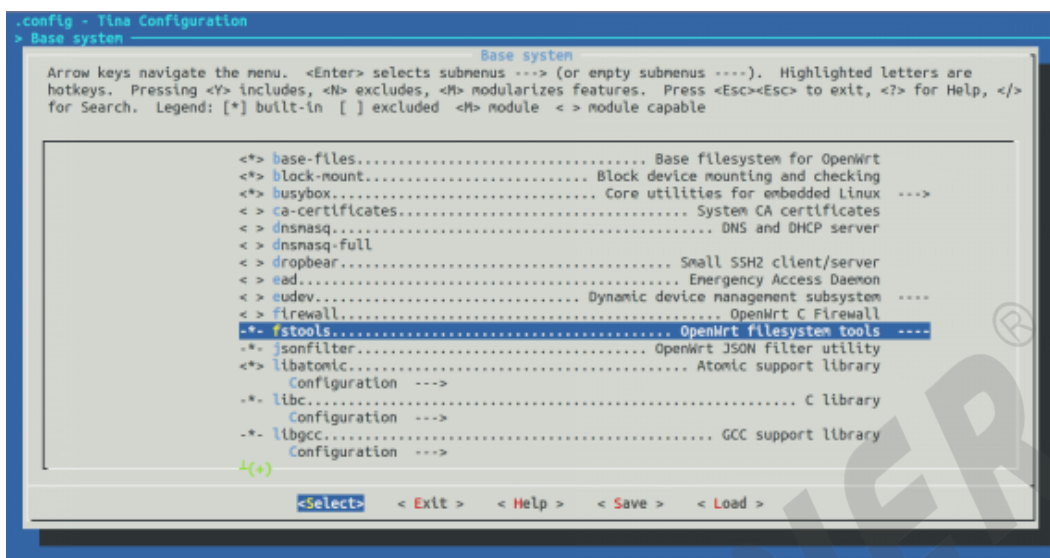 .config - Tina Configuration
> Base system
Base system
Arrow keys navigate the menu.  <Enter> selects submenus ---> (or empty submenus ----).  Highlighted letters are
hotkeys.  Pressing <Y> includes, <N> excludes, <M> modularizes features.  Press <Esc><Esc> to exit, <?> for Help, </>
for Search.  Legend: [*] built-in  [ ] excluded  <M> module  < > module capable
<*> base-files................................... Base filesystem for OpenWrt
<*> block-mount........................... Block device mounting and checking
<*> busybox................................ Core utilities for embedded Linux  --->
< > ca-certificates................................... System CA certificates
< > dnsmasq........................................... DNS and DHCP server
< > dnsmasq-full
< > dropbear........................................ Small SSH2 client/server
< > ead............................................... Emergency Access Daemon
< > eudev................................ Dynamic device management subsystem  ----
< > firewall............................................ OpenWrt C Firewall
-*- fstools......................................... OpenWrt filesystem tools  ----
-*- jsonfilter................................... OpenWrt JSON filter utility
<*> libatomic......................................... Atomic support library
Configuration  --->
-*- libc........................................................... C library
Configuration  --->
-*- libgcc............................................... GCC support library
Configuration  --->
┴(+)
<Select>    < Exit >    < Help >    < Save >    < Load >